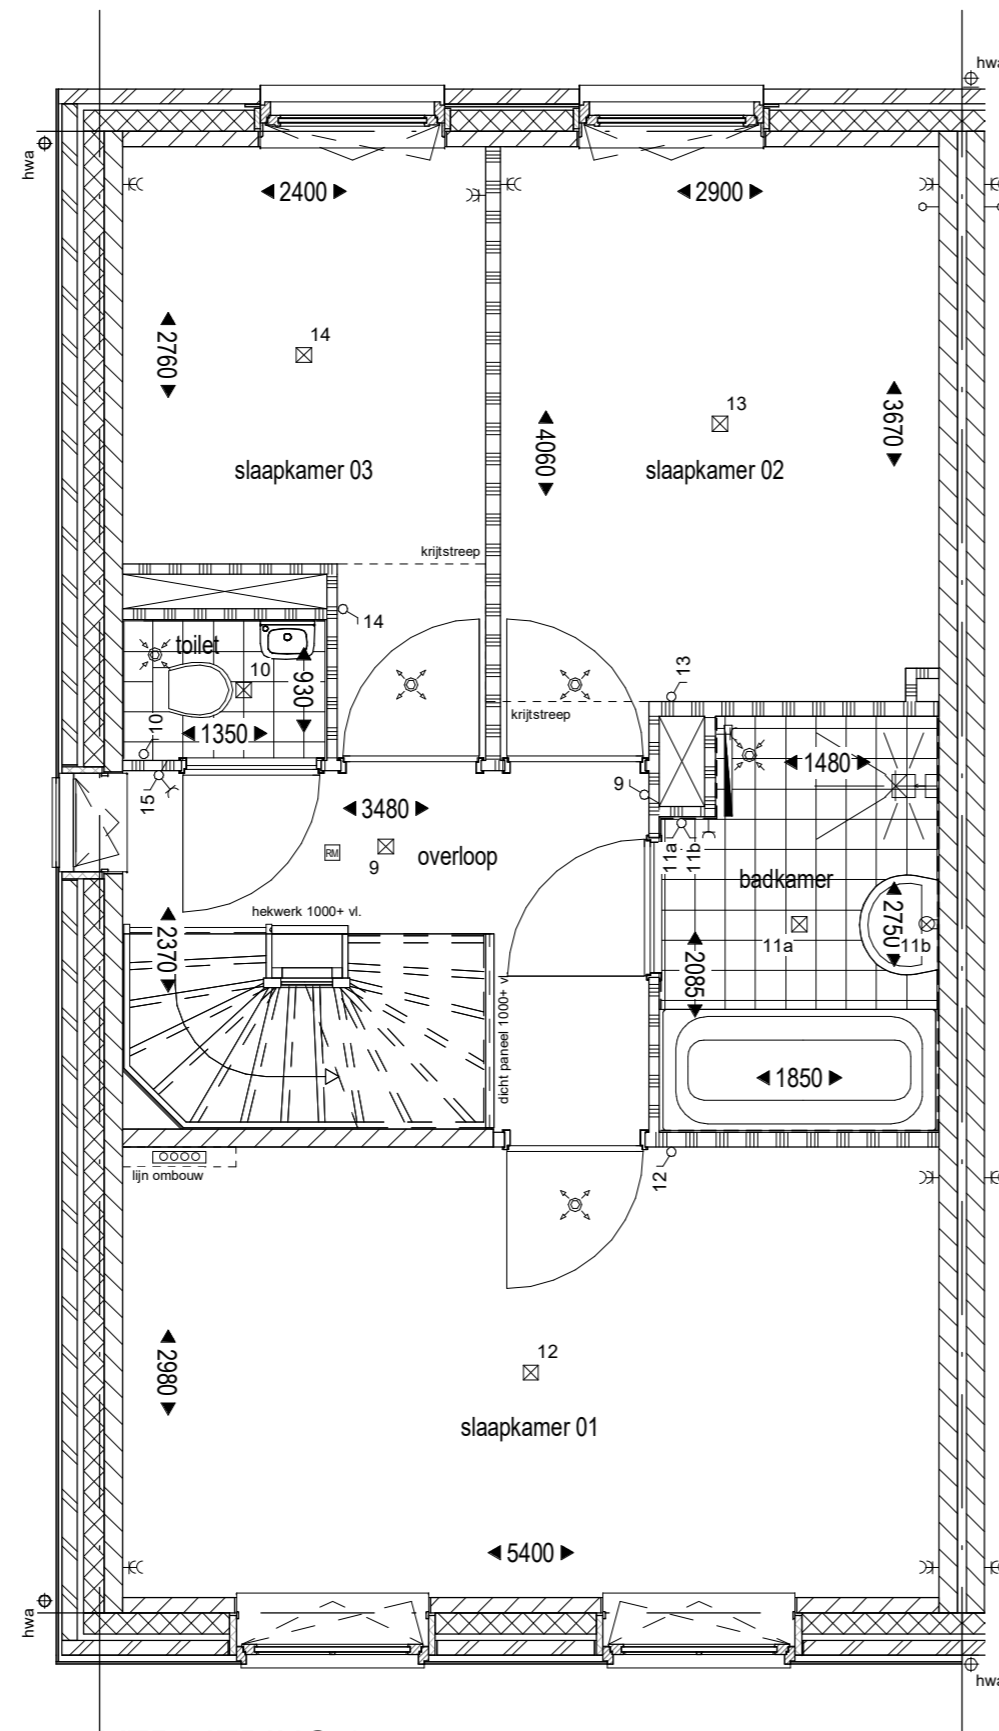 hwa
hwa
2400
2900
14
2760
13
3670
4060
slaapkamer 03
slaapkamer 02
krijtstreep
14
toilet
10
930
13
krijtstreep
10
1350
1480
15
9
3480
RM
9
overloop
11a
11b
badkamer
hekwerk 1000+ vl.
2370
2750
11a
11b
2085
dicht paneel 1000+ vl.
1850
lijn ombouw
12
2980
12
slaapkamer 01
5400
hwa
hwa